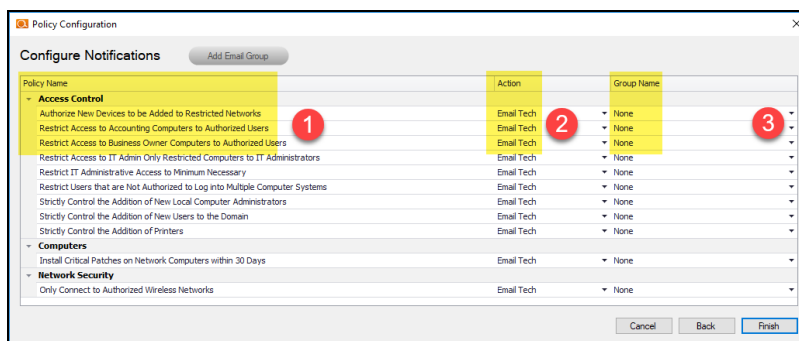 Policy Configuration
Configure Notifications Add Email Group
Policy Name Action Group Name
Access Control
Authorize New Devices to be Added to Restricted Networks Email Tech None
Restrict Access to Accounting Computers to Authorized Users Email Tech None
Restrict Access to Business Owner Computers to Authorized Users Email Tech None
1 2 3
Restrict Access to IT Admin Only Restricted Computers to IT Administrators Email Tech None
Restrict IT Administrative Access to Minimum Necessary Email Tech None
Restrict Users that are Not Authorized to Log into Multiple Computer Systems Email Tech None
Strictly Control the Addition of New Local Computer Administrators Email Tech None
Strictly Control the Addition of New Users to the Domain Email Tech None
Strictly Control the Addition of Printers Email Tech None
Computers
Install Critical Patches on Network Computers within 30 Days Email Tech None
Network Security
Only Connect to Authorized Wireless Networks Email Tech None
Cancel Back Finish